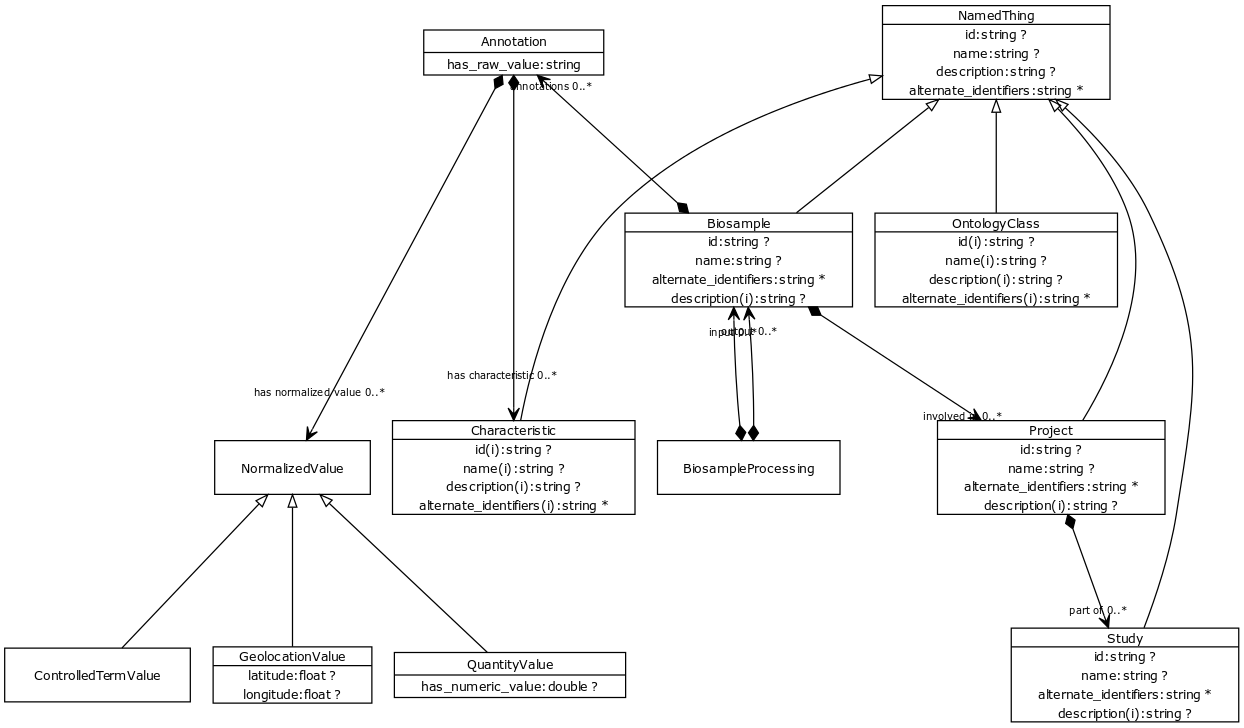 NamedThing
id:string ?
name:string ?
description:string ?
alternate_identifiers:string *
Annotation
has_raw_value:string
annotations 0..*
Biosample
id:string ?
name:string ?
alternate_identifiers:string *
description(i):string ?
OntologyClass
id(i):string ?
name(i):string ?
description(i):string ?
alternate_identifiers(i):string *
input 0..*
output 0..*
has characteristic 0..*
has normalized value 0..*
involved in 0..*
NormalizedValue
Characteristic
id(i):string ?
name(i):string ?
description(i):string ?
alternate_identifiers(i):string *
BiosampleProcessing
Project
id:string ?
name:string ?
alternate_identifiers:string *
description(i):string ?
part of 0..*
ControlledTermValue
GeolocationValue
latitude:float ?
longitude:float ?
QuantityValue
has_numeric_value:double ?
Study
id:string ?
name:string ?
alternate_identifiers:string *
description(i):string ?